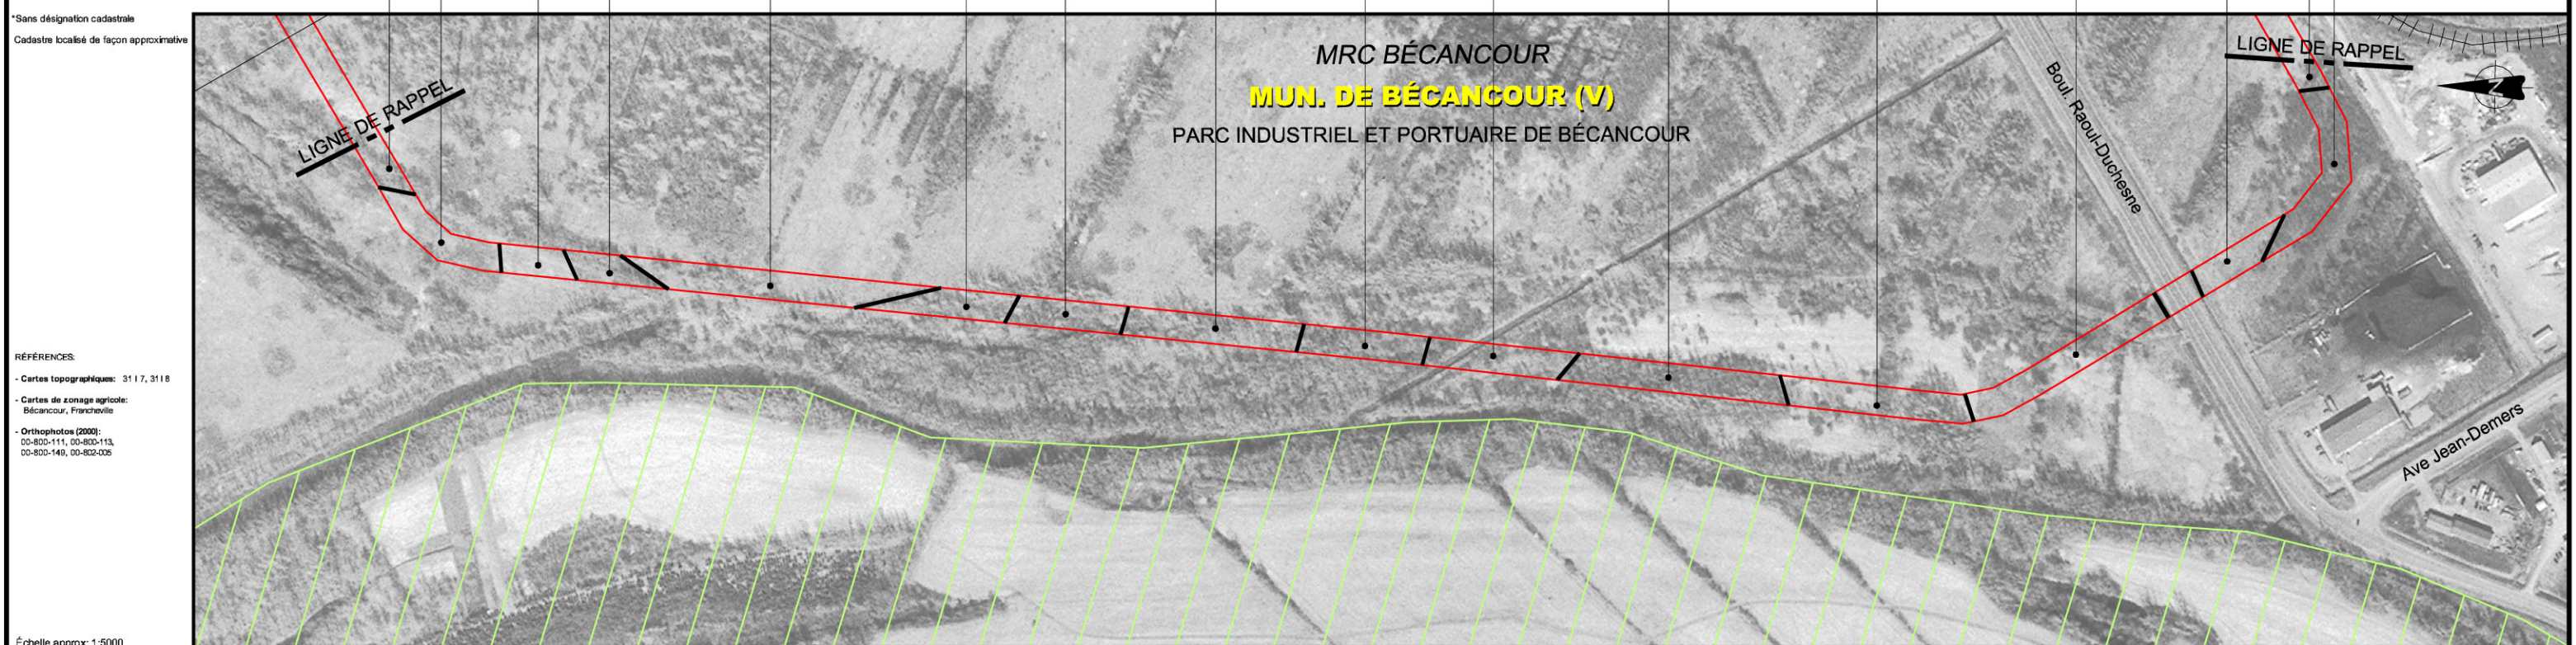 *Sans désignation cadastrale
Cadastre localisé de façon approximative
RÉFÉRENCES:
- Cartes topographiques: 31 I 7, 31 I 8
- Cartes de zonage agricole:
Bécancour, Francheville
- Orthophotos (2000):
00-800-111, 00-800-113,
00-800-149, 00-802-005
Échelle approx: 1:5000
LIGNE DE RAPPEL
MRC BÉCANCOUR
MUN. DE BÉCANCOUR (V)
PARC INDUSTRIEL ET PORTUAIRE DE BÉCANCOUR
Boul. Raoul-Duchesne
LIGNE DE RAPPEL
N
Ave Jean-Demers